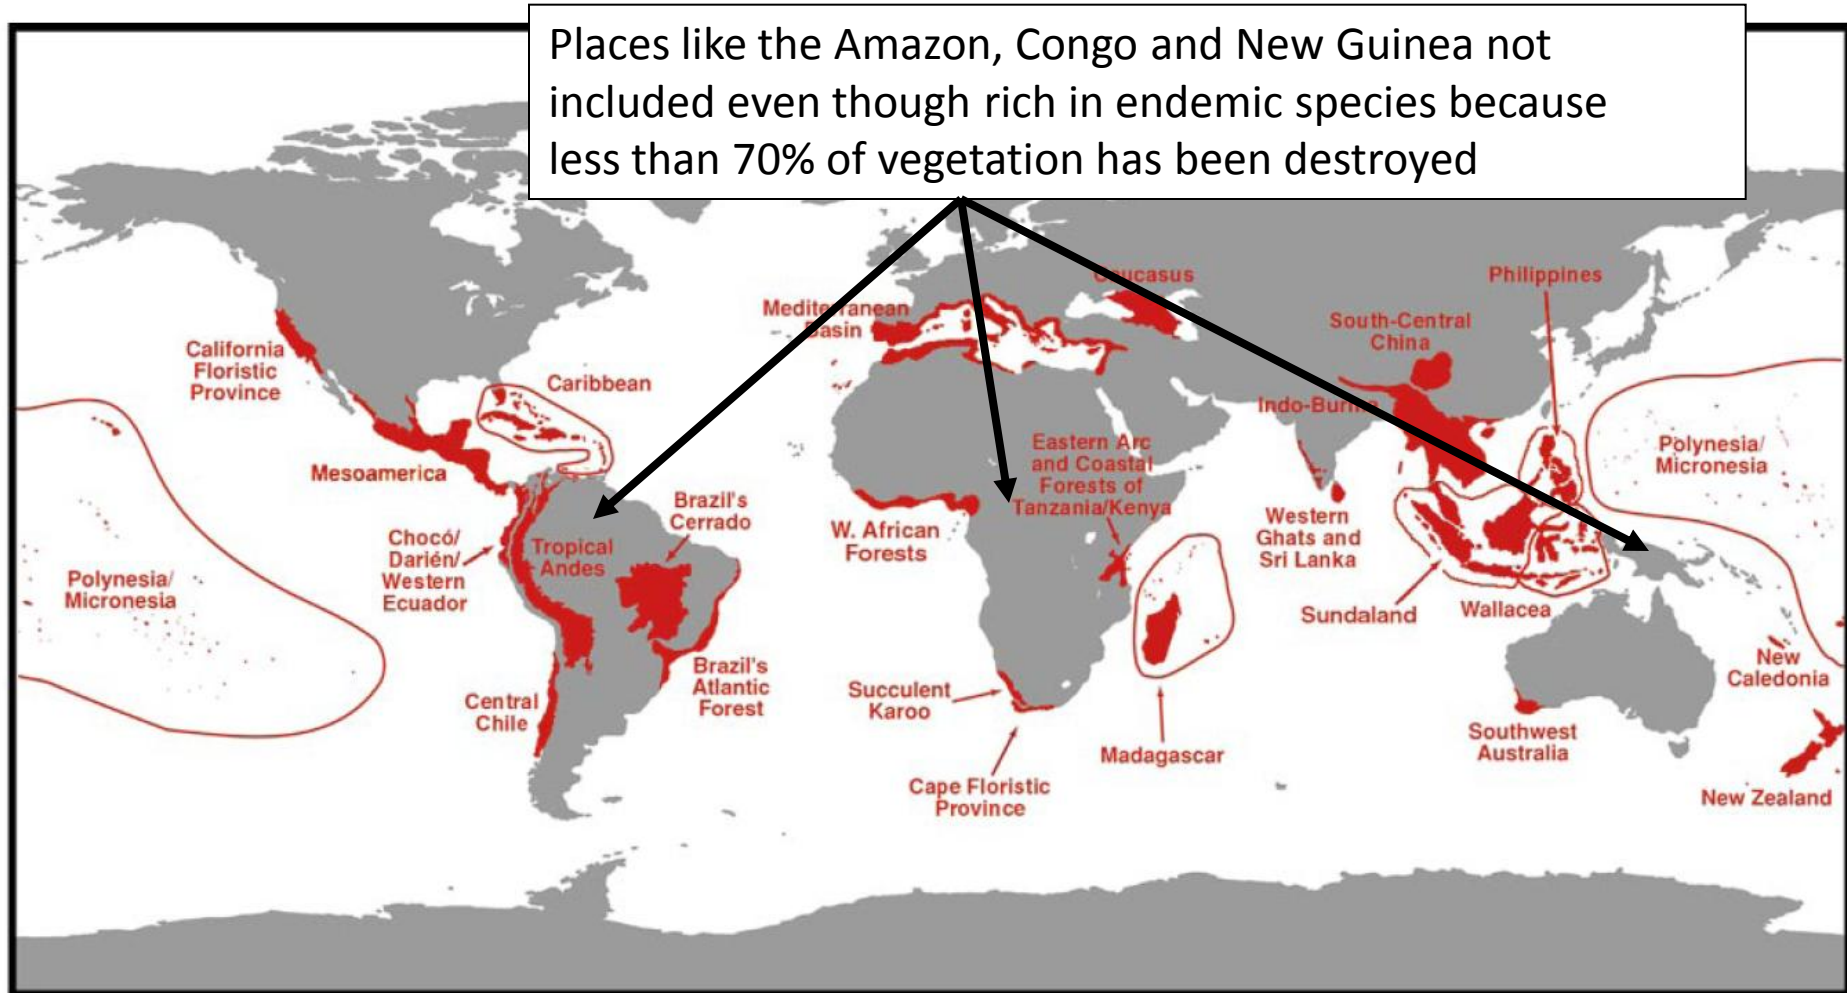 Places like the Amazon, Congo and New Guinea not
included even though rich in endemic species because
less than 70% of vegetation has been destroyed
Caucasus
Philippines
Mediterranean
Basin
South-Central
China
California
Floristic
Province
Caribbean
Indo-Burma
Eastern Arc
and Coastal
Forests of
Tanzania/Kenya
Polynesia/
Micronesia
Mesoamerica
Brazil's
Cerrado
W. African
Forests
Western
Ghats and
Sri Lanka
Chocó/
Darién/
Western
Ecuador
Tropical
Andes
Polynesia/
Micronesia
Sundaland
Wallacea
Brazil's
Atlantic
Forest
Central
Chile
Succulent
Karoo
New
Caledonia
Madagascar
Southwest
Australia
Cape Floristic
Province
New Zealand